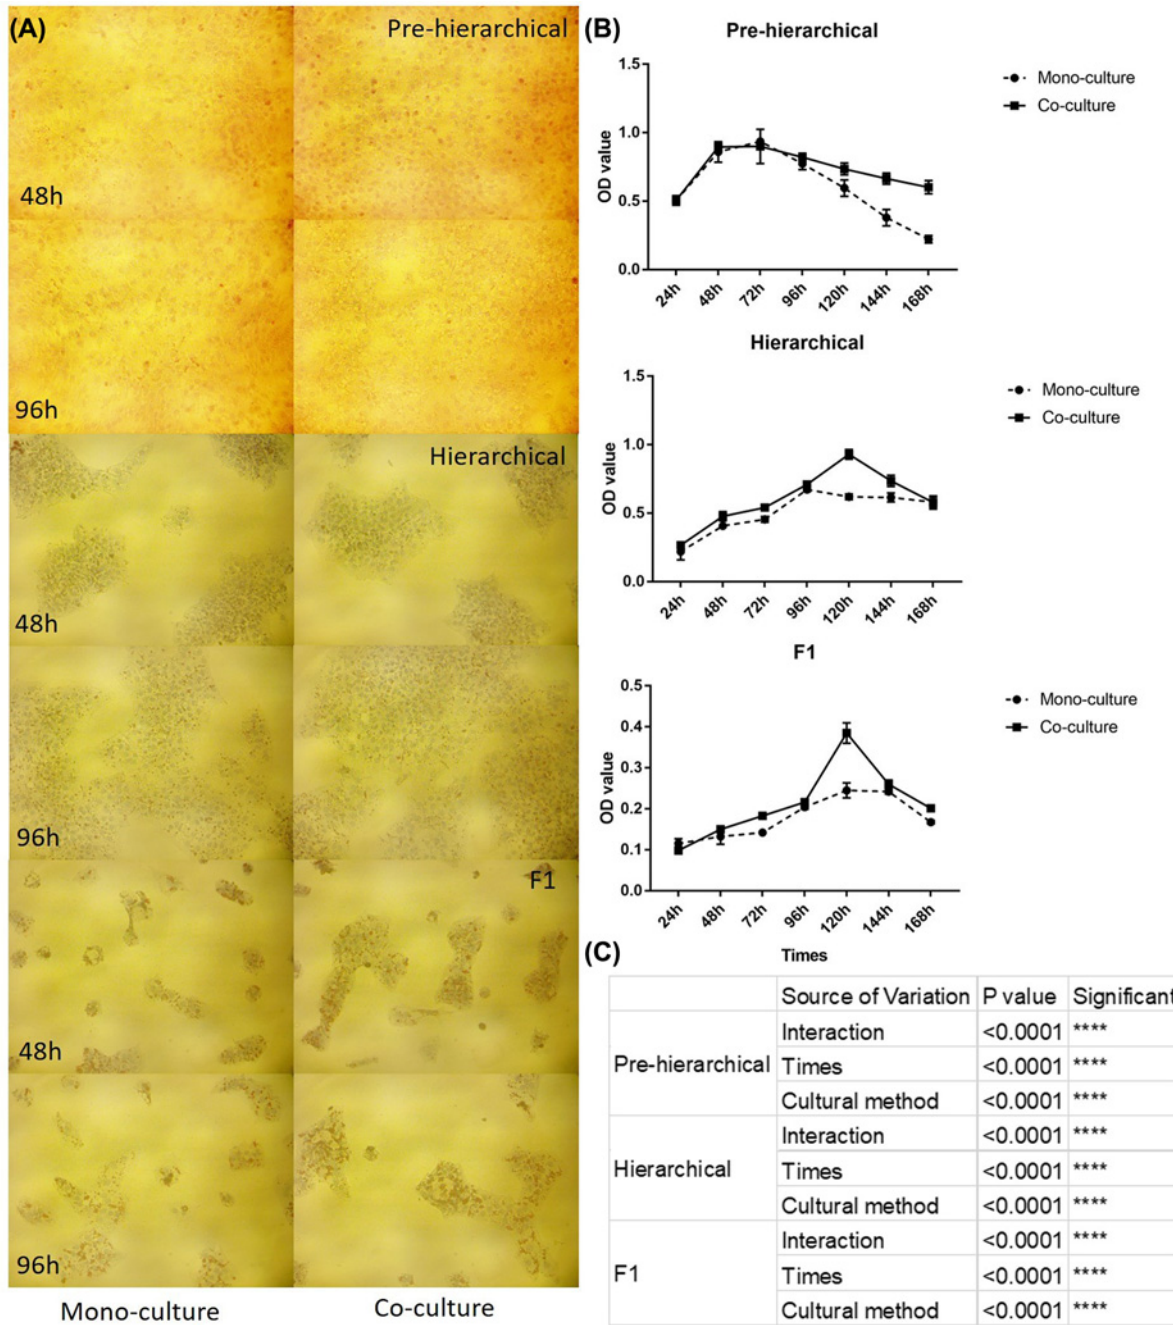 (A)
Pre-hierarchical
48h
96h
Hierarchical
48h
96h
F1
48h
96h
Mono-culture Co-culture
(B)
Pre-hierarchical
OD value
1.5
1.0
0.5
0.0
24h 48h 72h 96h 120h 144h 168h
Mono-culture
Co-culture
Hierarchical
OD value
1.5
1.0
0.5
0.0
24h 48h 72h 96h 120h 144h 168h
Mono-culture
Co-culture
F1
OD value
0.5
0.4
0.3
0.2
0.1
0.0
24h 48h 72h 96h 120h 144h 168h
Times
Mono-culture
Co-culture
(C)
Source of Variation P value Significant
Pre-hierarchical
Interaction <0.0001 ****
Times <0.0001 ****
Cultural method <0.0001 ****
Hierarchical
Interaction <0.0001 ****
Times <0.0001 ****
Cultural method <0.0001 ****
F1
Interaction <0.0001 ****
Times <0.0001 ****
Cultural method <0.0001 ****